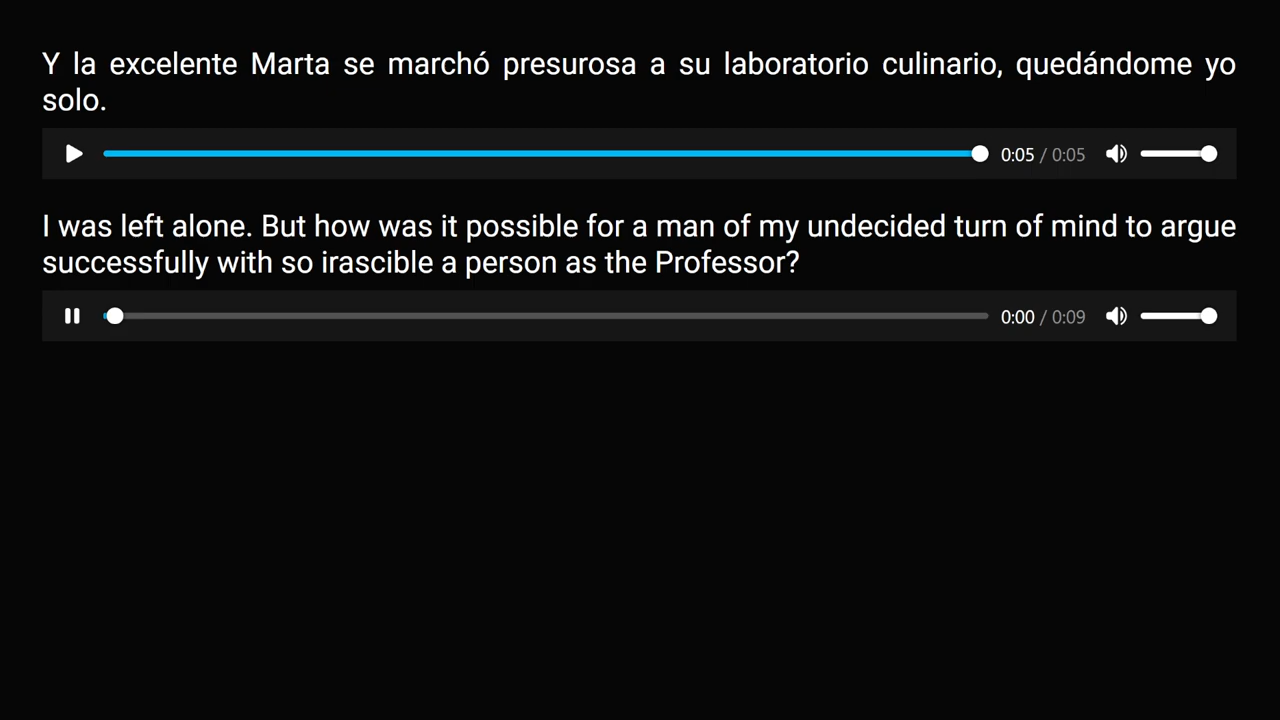 Y la excelente Marta se marchó presurosa a su laboratorio culinario, quedándome yo
solo.
0:05 / 0:05
I was left alone. But how was it possible for a man of my undecided turn of mind to argue
successfully with so irascible a person as the Professor?
0:00 / 0:09